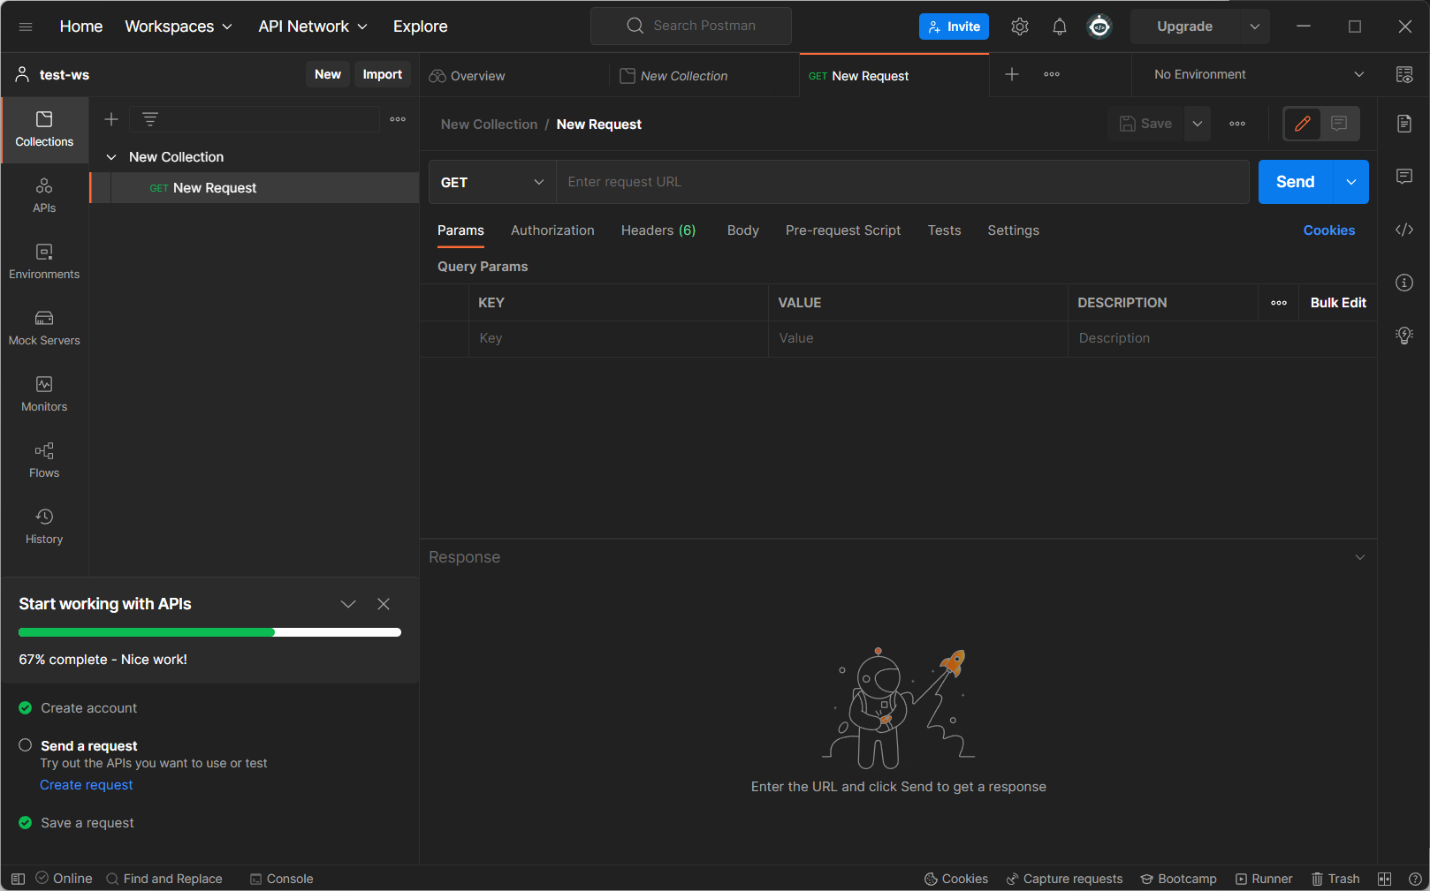 Home Workspaces API Network Explore Search Postman Invite Upgrade
test-ws New Import Overview New Collection GET New Request No Environment
Collections
New Collection / New Request Save
New Collection
GET New Request
GET Enter request URL Send
APIs
Params Authorization Headers (6) Body Pre-request Script Tests Settings Cookies
Environments
Query Params
KEY VALUE DESCRIPTION Bulk Edit
Key Value Description
Mock Servers
Monitors
Flows
History
Response
Start working with APIs
67% complete - Nice work!
Create account
Send a request
Try out the APIs you want to use or test
Create request
Save a request
Enter the URL and click Send to get a response
Online Find and Replace Console Cookies Capture requests Bootcamp Runner Trash